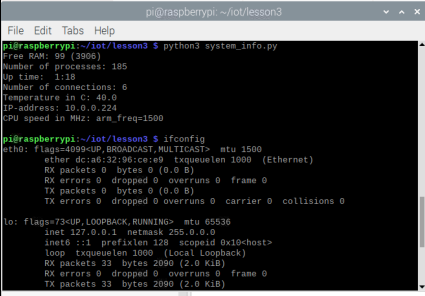 pi@raspberrypi: ~/iot/lesson3
File Edit Tabs Help
pi@raspberrypi:~/iot/lesson3 $ python3 system_info.py
Free RAM: 99 (3906)
Number of processes: 185
Up time:  1:18
Number of connections: 6
Temperature in C: 40.0
IP-address: 10.0.0.224
CPU speed in MHz: arm_freq=1500
pi@raspberrypi:~/iot/lesson3 $ ifconfig
eth0: flags=4099<UP,BROADCAST,MULTICAST>  mtu 1500
ether dc:a6:32:96:ce:e9  txqueuelen 1000  (Ethernet)
RX packets 0  bytes 0 (0.0 B)
RX errors 0  dropped 0  overruns 0  frame 0
TX packets 0  bytes 0 (0.0 B)
TX errors 0  dropped 0 overruns 0  carrier 0  collisions 0
lo: flags=73<UP,LOOPBACK,RUNNING>  mtu 65536
inet 127.0.0.1  netmask 255.0.0.0
inet6 ::1  prefixlen 128  scopeid 0x10<host>
loop  txqueuelen 1000  (Local Loopback)
RX packets 33  bytes 2090 (2.0 KiB)
RX errors 0  dropped 0  overruns 0  frame 0
TX packets 33  bytes 2090 (2.0 KiB)